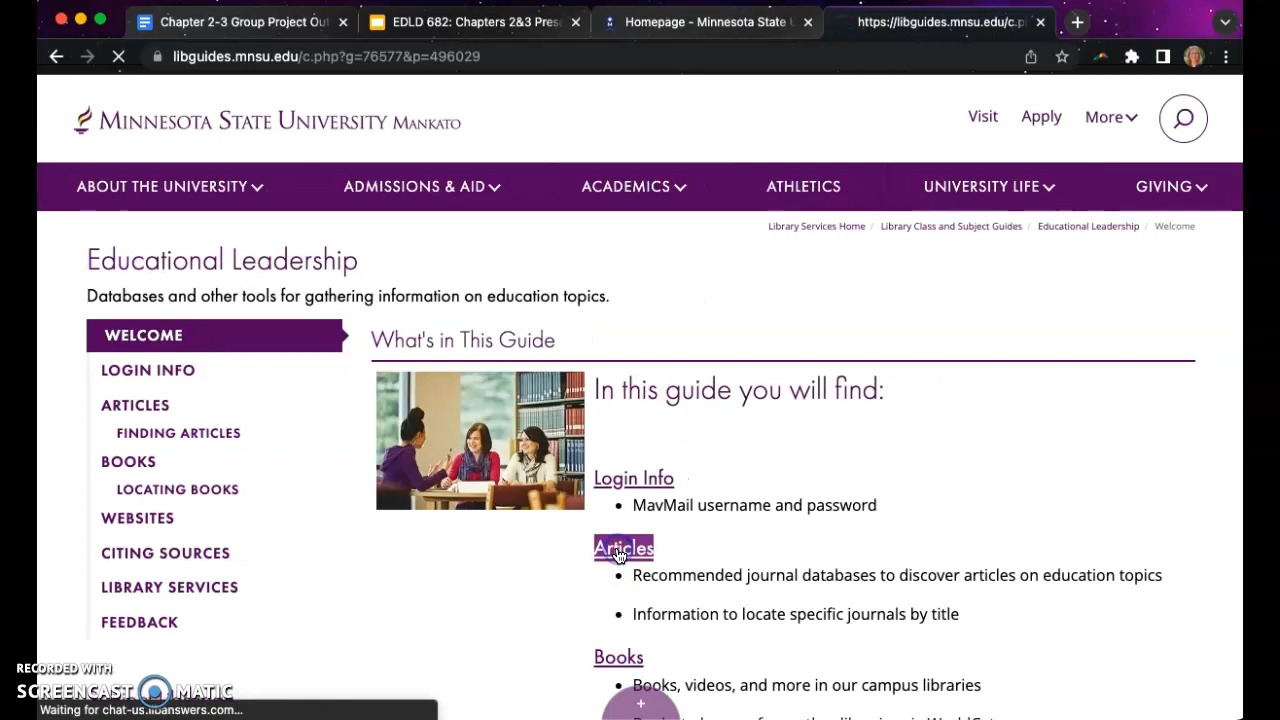 Chapter 2-3 Group Project Out
EDLD 682: Chapters 2&3 Pres
Homepage - Minnesota State U
https://libguides.mnsu.edu/c.p
libguides.mnsu.edu/c.php?g=76577&p=496029
MINNESOTA STATE UNIVERSITY MANKATO
Visit
Apply
More
ABOUT THE UNIVERSITY
ADMISSIONS & AID
ACADEMICS
ATHLETICS
UNIVERSITY LIFE
GIVING
Library Services Home / Library Class and Subject Guides / Educational Leadership / Welcome
Educational Leadership
Databases and other tools for gathering information on education topics.
WELCOME
LOGIN INFO
ARTICLES
FINDING ARTICLES
BOOKS
LOCATING BOOKS
WEBSITES
CITING SOURCES
LIBRARY SERVICES
FEEDBACK
What's in This Guide
In this guide you will find:
Login Info
• MavMail username and password
Articles
• Recommended journal databases to discover articles on education topics
• Information to locate specific journals by title
Books
• Books, videos, and more in our campus libraries
RECORDED WITH
SCREENCAST MATIC
Waiting for chat-us.libanswers.com...